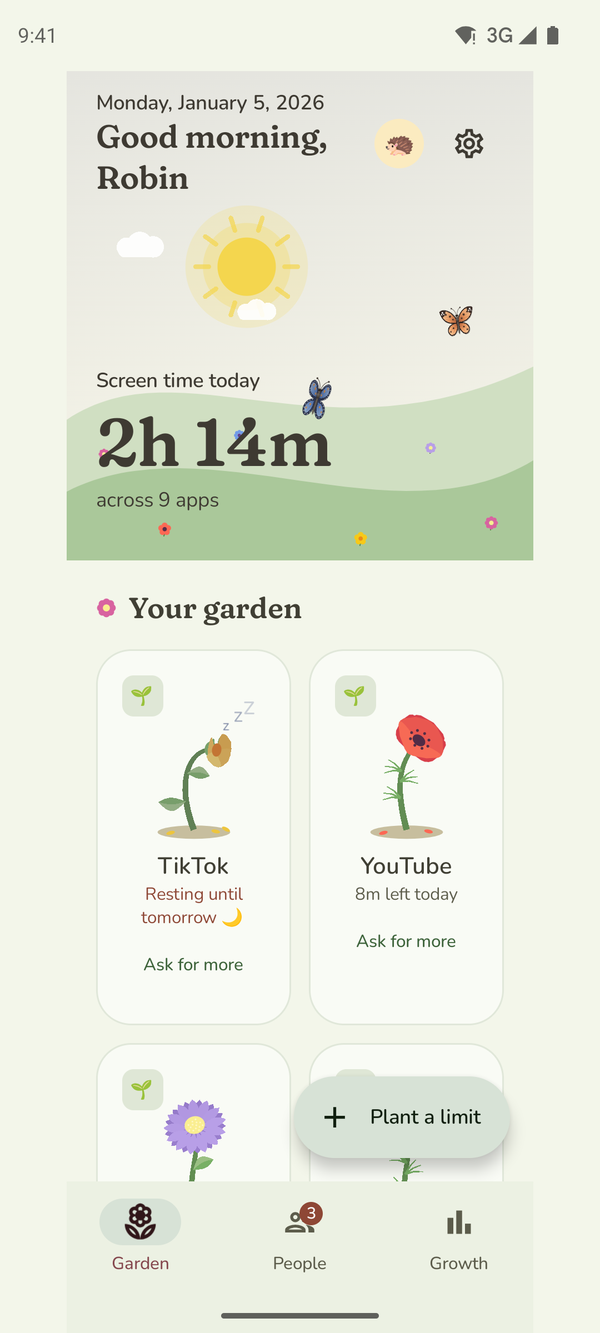 9:41
3G
Monday, January 5, 2026
Good morning,
Robin
Screen time today
2h 14m
across 9 apps
Your garden
z z Z
TikTok
Resting until
tomorrow 🌙
Ask for more
YouTube
8m left today
Ask for more
+ Plant a limit
3
Garden
People
Growth